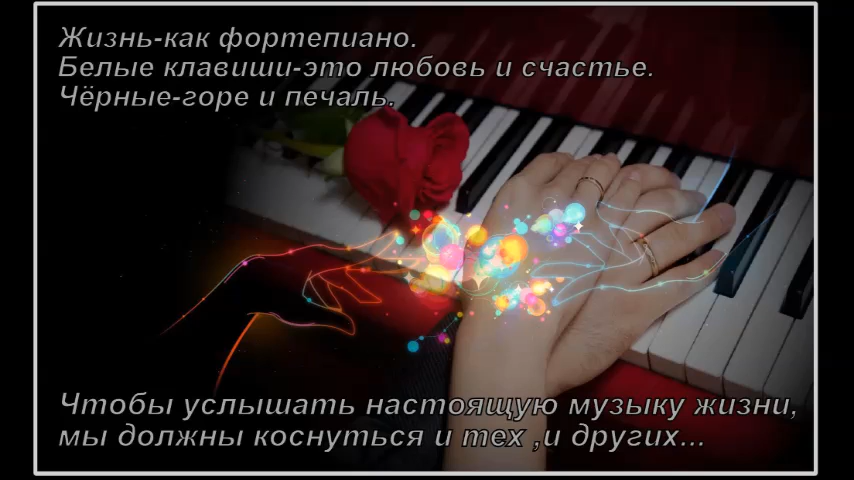 Жизнь-как фортепиано.
Белые клавиши-это любовь и счастье.
Чёрные-горе и печаль.
Чтобы услышать настоящую музыку жизни,
мы должны коснуться и тех ,и других...